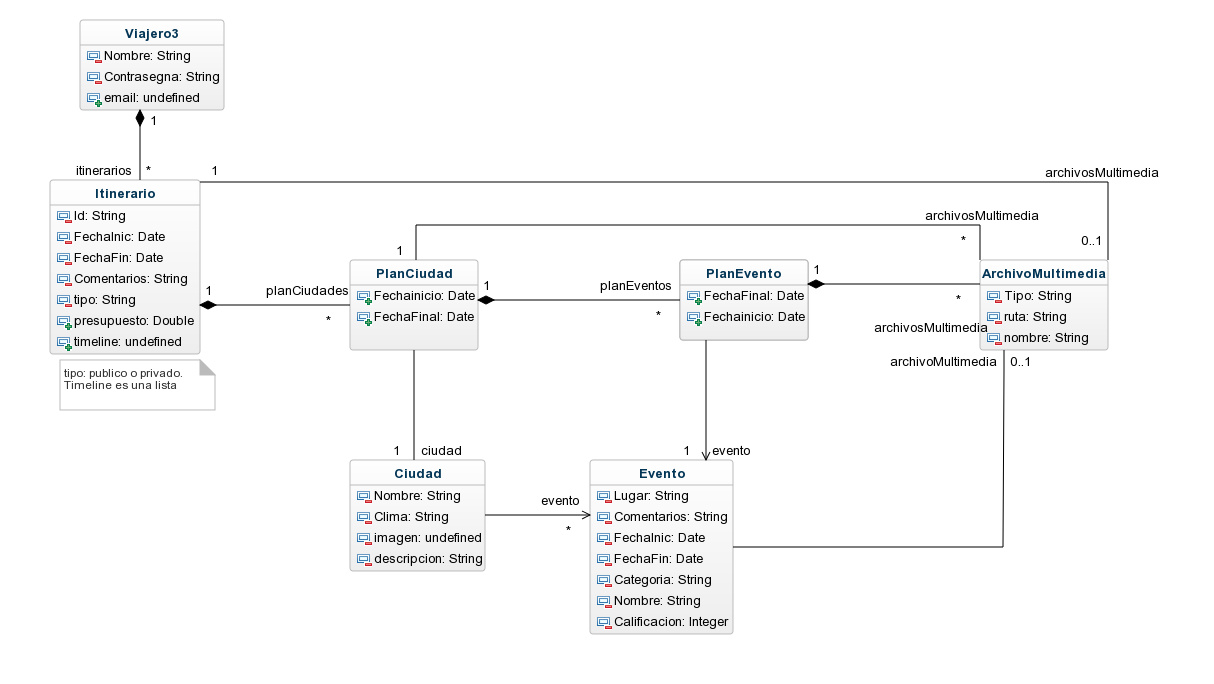 Viajero3
Nombre: String
Contrasegna: String
email: undefined
1
itinerarios
*
1
archivosMultimedia
0..1
Itinerario
Id: String
FechaInic: Date
FechaFin: Date
Comentarios: String
tipo: String
presupuesto: Double
timeline: undefined
tipo: publico o privado.
Timeline es una lista
1
planCiudades
*
1
archivosMultimedia
*
PlanCiudad
Fechainicio: Date
FechaFinal: Date
1
planEventos
*
PlanEvento
FechaFinal: Date
Fechainicio: Date
1
*
archivosMultimedia
ArchivoMultimedia
Tipo: String
ruta: String
nombre: String
archivoMultimedia
0..1
1
ciudad
1
evento
Ciudad
Nombre: String
Clima: String
imagen: undefined
descripcion: String
evento
*
Evento
Lugar: String
Comentarios: String
FechaInic: Date
FechaFin: Date
Categoria: String
Nombre: String
Calificacion: Integer